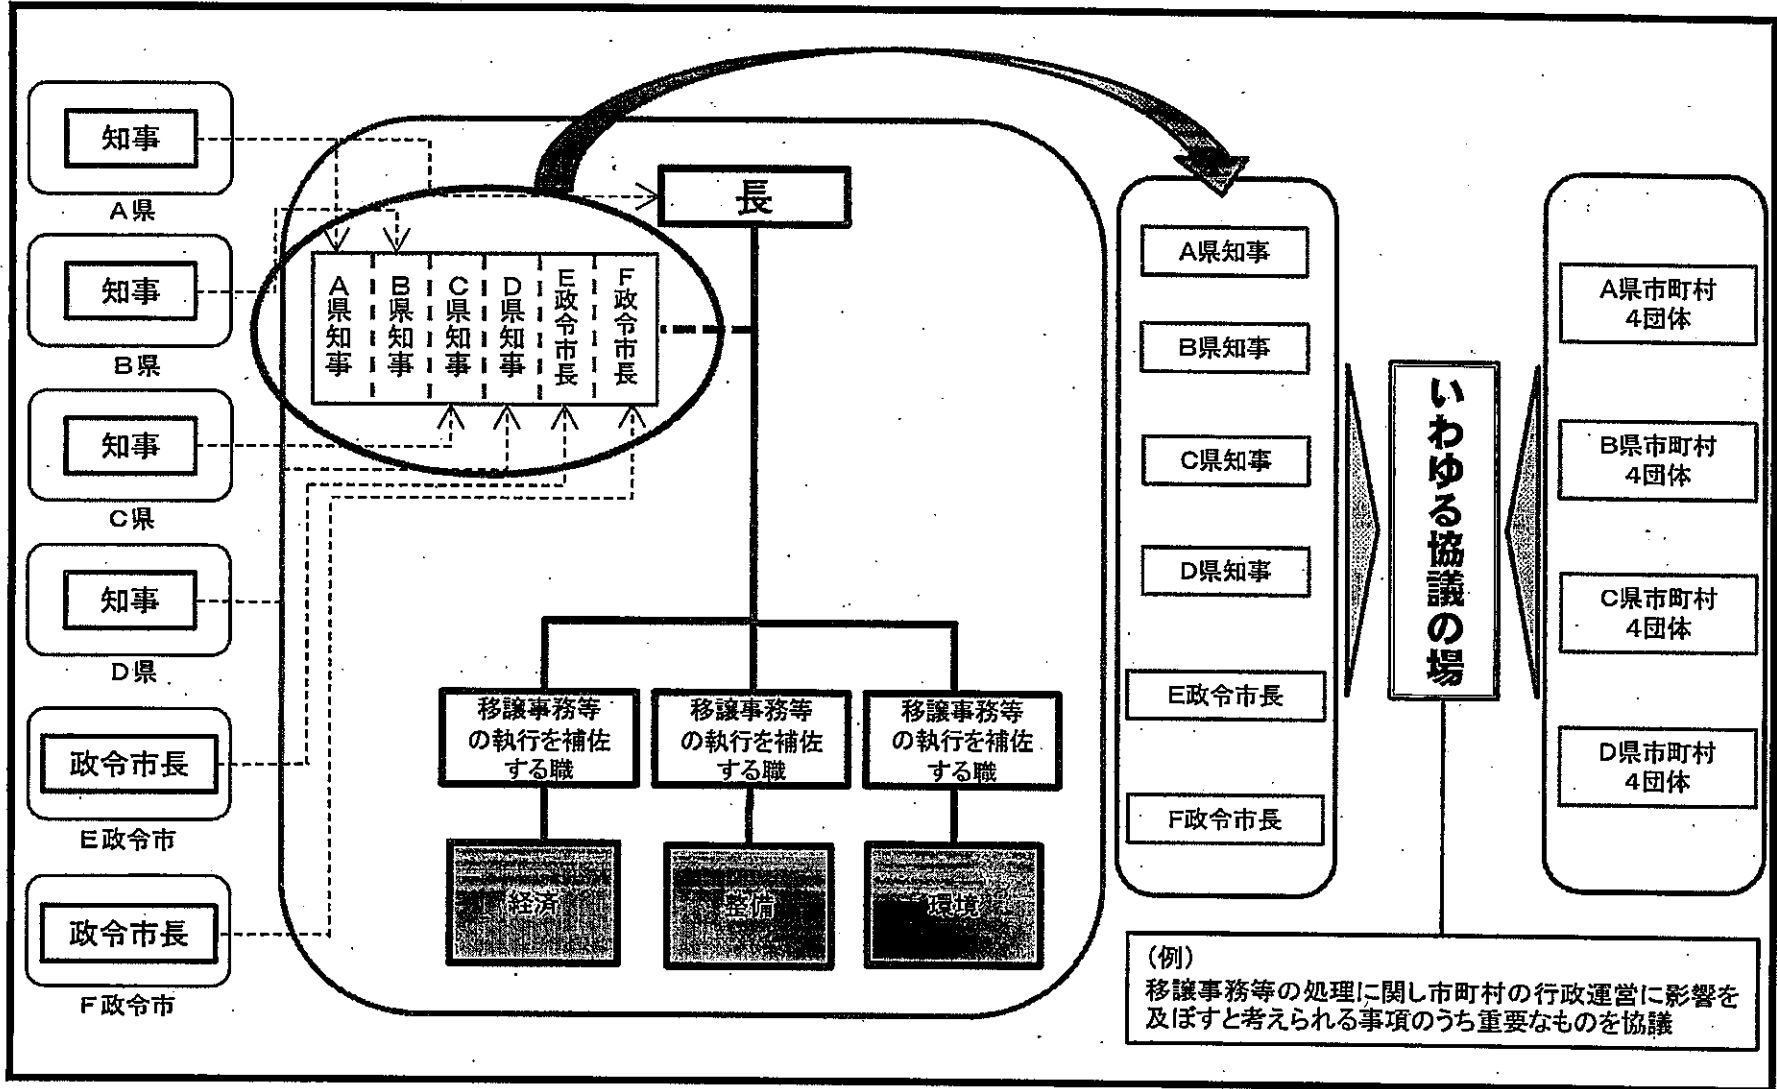 知事
A県
知事
B県
知事
C県
知事
D県
政令市長
E政令市
政令市長
F政令市
長
A県知事
B県知事
C県知事
D県知事
E政令市長
F政令市長
移譲事務等
の執行を補佐
する職
移譲事務等
の執行を補佐
する職
移譲事務等
の執行を補佐
する職
経済
整備
環境
A県知事
B県知事
C県知事
D県知事
E政令市長
F政令市長
いわゆる協議の場
A県市町村
4団体
B県市町村
4団体
C県市町村
4団体
D県市町村
4団体
(例)
移譲事務等の処理に関し市町村の行政運営に影響を
及ぼすと考えられる事項のうち重要なものを協議